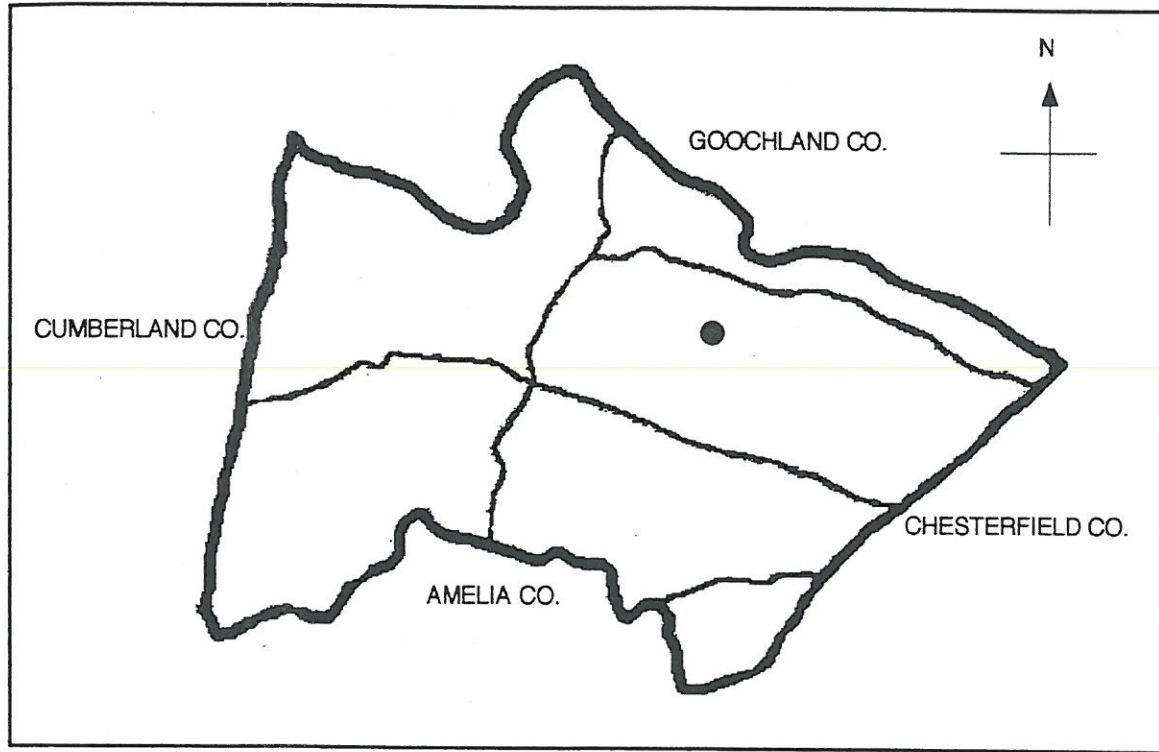 N
GOOCHLAND CO.
CUMBERLAND CO.
CHESTERFIELD CO.
AMELIA CO.